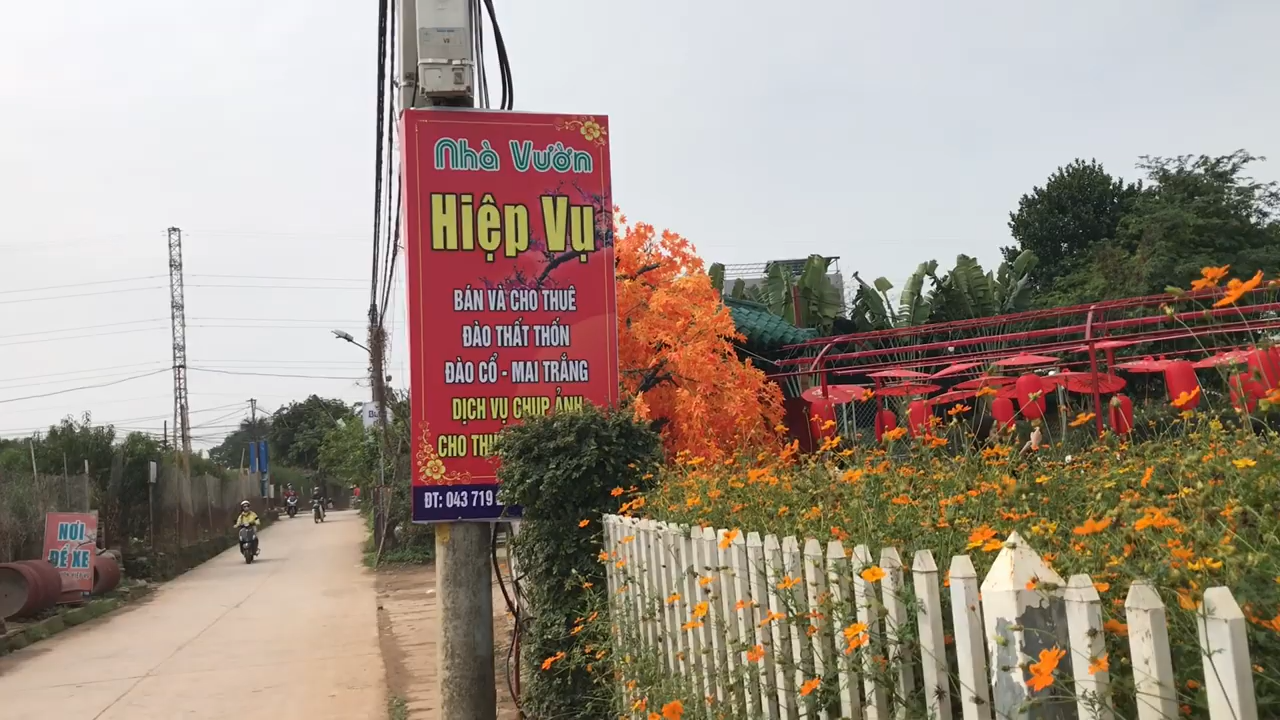 Nhà Vườn
Hiệp Vụ
BÁN VÀ CHO THUÊ
ĐÀO THẤT THỐN
ĐÀO CỔ - MAI TRẮNG
DỊCH VỤ CHỤP ẢNH
CHO
ĐT: 043 719
NƠI
ĐỂ XE